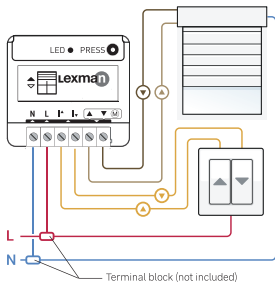 LED PRESS
Lexman
N L M
L
N
Terminal block (not included)